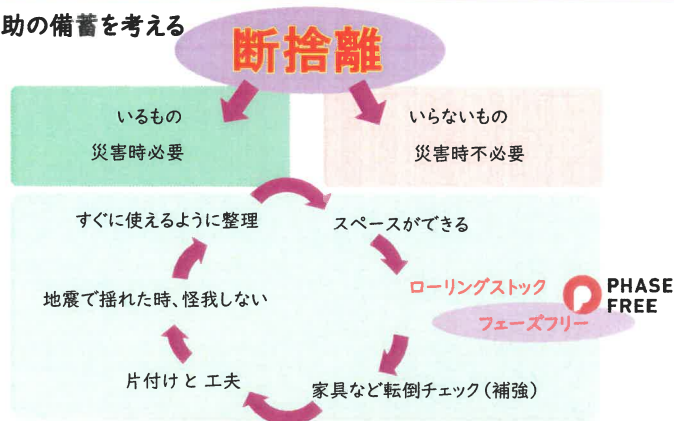 助の備蓄を考える
断捨離
いるもの
災害時必要
いらないもの
災害時不必要
すぐに使えるように整理
スペースができる
地震で揺れた時、怪我しない
ローリングストック
PHASE
FREE
フェーズフリー
片付けと 工夫
家具など転倒チェック(補強)